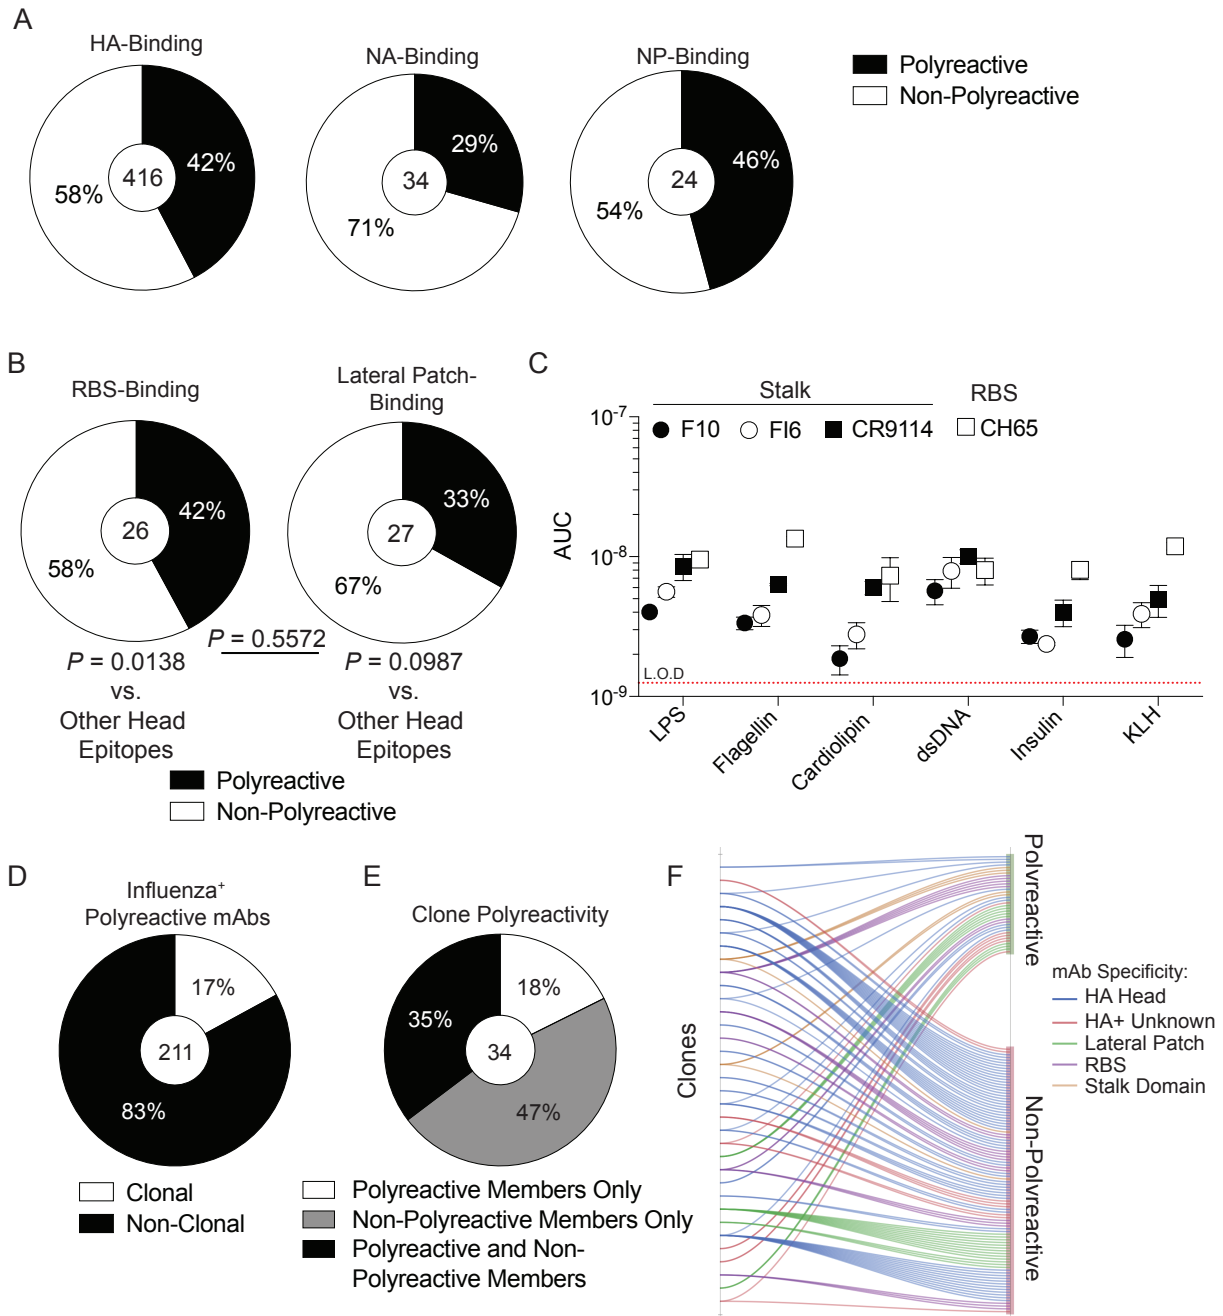 A
HA-Binding
NA-Binding
NP-Binding
Polyreactive
Non-Polyreactive
42%
58%
416
29%
71%
34
46%
54%
24
B
RBS-Binding
Lateral Patch-
Binding
42%
58%
26
33%
67%
27
P = 0.5572
P = 0.0138
vs.
Other Head
Epitopes
P = 0.0987
vs.
Other Head
Epitopes
Polyreactive
Non-Polyreactive
C
Stalk
RBS
F10
FI6
CR9114
CH65
AUC
10-7
10-8
10-9
L.O.D
LPS
Flagellin
Cardiolipin
dsDNA
Insulin
KLH
D
Influenza+
Polyreactive mAbs
17%
211
83%
Clonal
Non-Clonal
E
Clone Polyreactivity
18%
35%
34
47%
Polyreactive Members Only
Non-Polyreactive Members Only
Polyreactive and Non-
Polyreactive Members
F
Clones
Polyreactive
Non-Polyreactive
mAb Specificity:
HA Head
HA+ Unknown
Lateral Patch
RBS
Stalk Domain